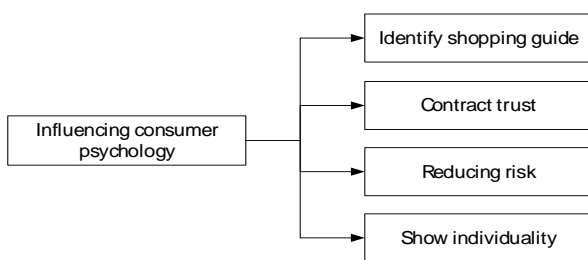 Identify shopping guide
Contract trust
Influencing consumer
psychology
Reducing risk
Show individuality